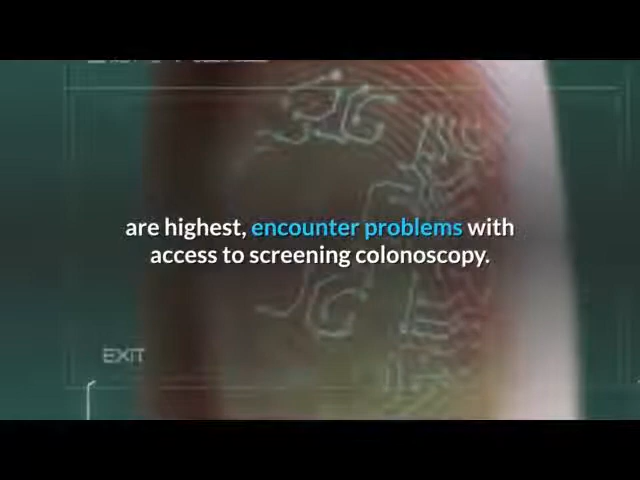 are highest, encounter problems with
access to screening colonoscopy.
EXIT